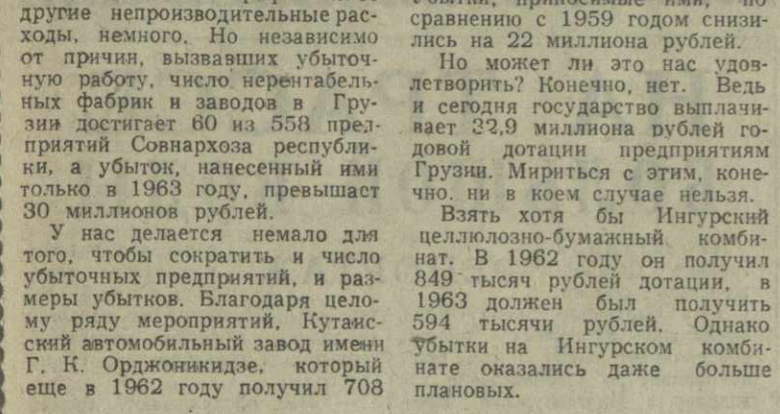 другие непроизводительные рас-
ходы, немного. Но независимо
от причин, вызвавших убыточ-
ную работу, число нерентабель-
ных фабрик и заводов в Гру-
зии достигает 60 из 558 пред-
приятий Совнархоза республи-
ки, а убыток, нанесенный ими
только в 1963 году, превышает
30 миллионов рублей.
У нас делается немало для
того, чтобы сократить и число
убыточных предприятий, и раз-
меры убытков. Благодаря цело-
му ряду мероприятий, Кутаис-
ский автомобильный завод имени
Г. К. Орджоникидзе, который
еще в 1962 году получил 708
убытки, приносимые ими, по
сравнению с 1959 годом снизи-
лись на 22 миллиона рублей.
Но может ли это нас удов-
летворить? Конечно, нет. Ведь
и сегодня государство выплачи-
вает 32,9 миллиона рублей го-
довой дотации предприятиям
Грузии. Мириться с этим, коне-
чно, ни в коем случае нельзя.
Взять хотя бы Ингурский
целлюлозно-бумажный комби-
нат. В 1962 году он получил
849 тысяч рублей дотации, в
1963 должен был получить
594 тысячи рублей. Однако
убытки на Ингурском комби-
нате оказались даже больше
плановых.